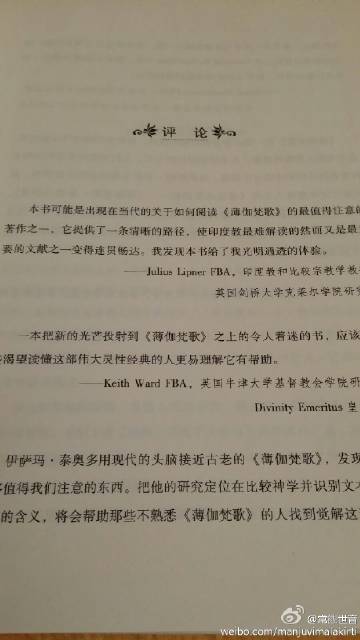 评 论
本书可能是出现在当代的关于如何阅读《薄伽梵歌》的最值得注意的
著作之一，它提供了一条清晰的路径，使印度教最难解读的然而又是最
要的文献之一变得连贯畅达。我发现本书给了我光明通透的体验。
——Julius Lipner FBA，印度教和比较宗教学教
英国剑桥大学克莱尔学院研究
一本把新的光芒投射到《薄伽梵歌》之上的令人着迷的书，应该
渴望读懂这部伟大灵性经典的人更易理解它有帮助。
——Keith Ward FBA，英国牛津大学基督教会学院研
Divinity Emeritus 皇
伊萨玛·泰奥多用现代的头脑接近古老的《薄伽梵歌》，发现
值得我们注意的东西。把他的研究定位在比较神学并识别文本
的含义，将会帮助那些不熟悉《薄伽梵歌》的人找到觉解这
weibo.com/manjuvimalakirti